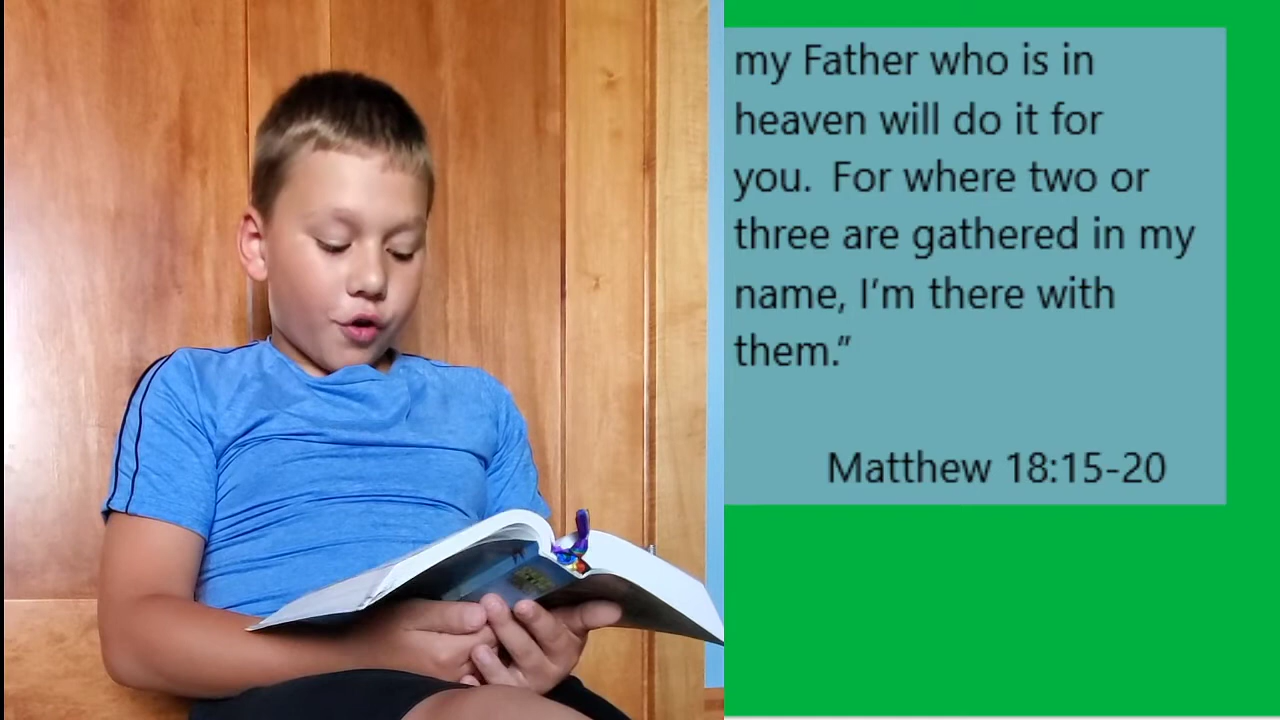 my Father who is in
heaven will do it for
you.  For where two or
three are gathered in my
name, I’m there with
them.”
Matthew 18:15-20